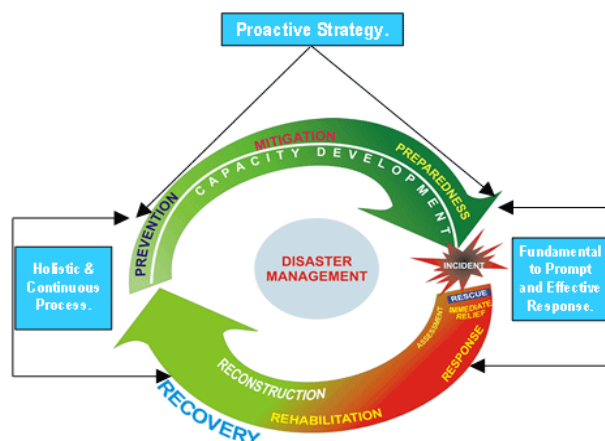 Proactive Strategy.
MITIGATION
CAPACITY DEVELOPMENT
PREVENTION
PREPAREDNESS
Holistic &
Continuous
Process.
DISASTER
MANAGEMENT
INCIDENT
Fundamental
to Prompt
and Effective
Response.
RESCUE
IMMEDIATE
RELIEF
ASSESSMENT
RESPONSE
RECONSTRUCTION
REHABILITATION
RECOVERY